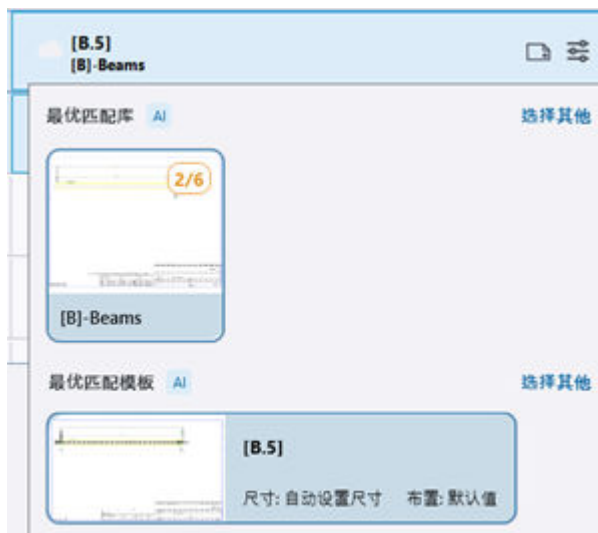 [B.5]
[B]-Beams
最优匹配库 AI 选择其他
2/6
[B]-Beams
最优匹配模板 AI 选择其他
[B.5]
尺寸: 自动设置尺寸 布置: 默认值